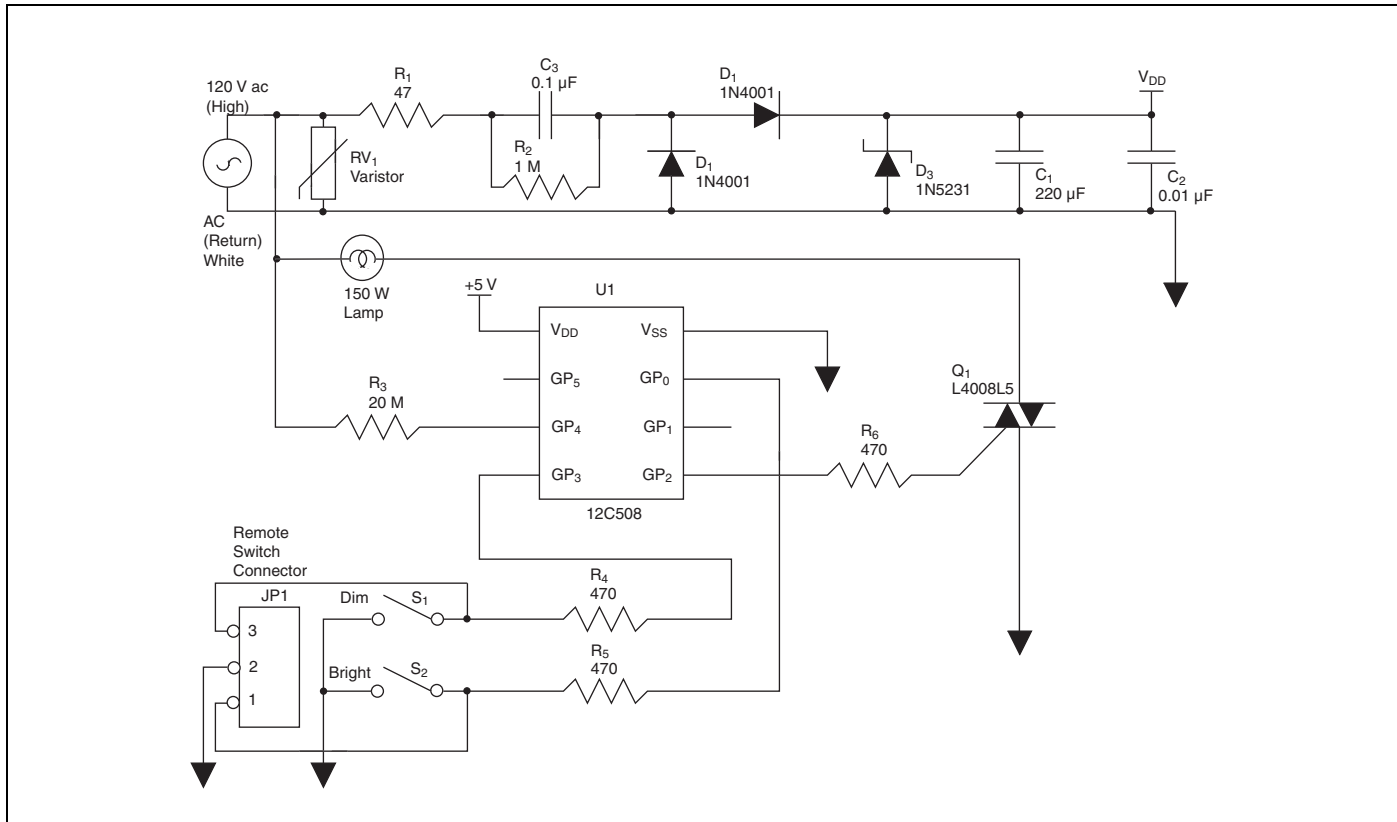 120 V ac
(High)
AC
(Return)
White
RV₁
Varistor
R₁
47
C₃
0.1 µF
R₂
1 M
D₁
1N4001
D₁
1N4001
D₃
1N5231
C₁
220 µF
V_DD
C₂
0.01 µF
150 W
Lamp
+5 V
U1
V_DD
V_SS
GP₅
GP₀
GP₄
GP₁
GP₃
GP₂
12C508
R₃
20 M
Q₁
L4008L5
R₆
470
Remote
Switch
Connector
JP1
3
2
1
Dim
S₁
R₄
470
Bright
S₂
R₅
470